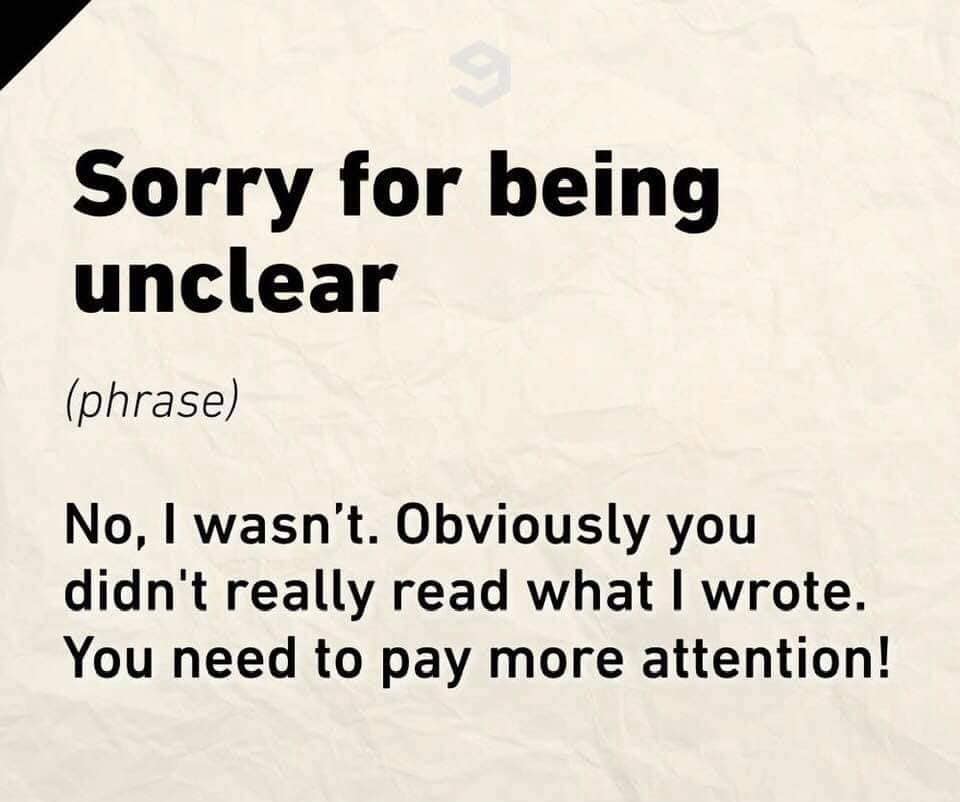 Sorry for being
unclear
(phrase)
No, I wasn’t. Obviously you
didn't really read what I wrote.
You need to pay more attention!